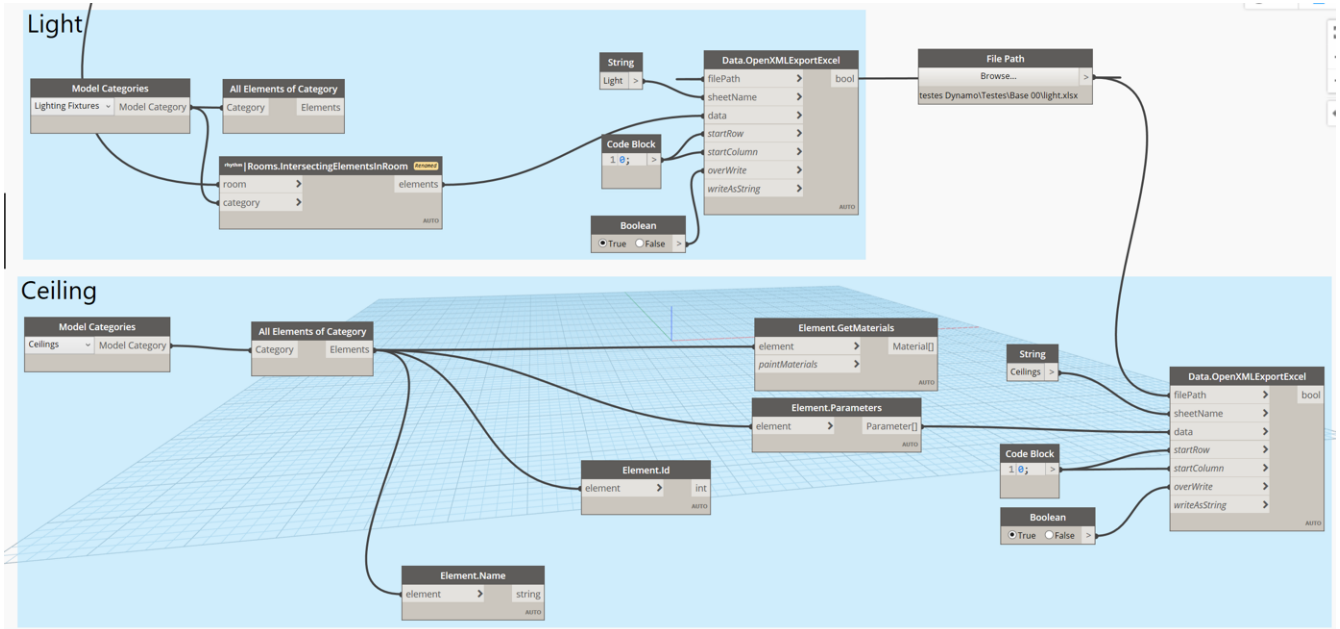 Light
Model Categories
Lighting Fixtures Model Category >
All Elements of Category
Category Elements
rhythm | Rooms.IntersectingElementsInRoom Renamed
room > elements
category >
AUTO
String
Light >
Code Block
1 0; >
Boolean
True False >
Data.OpenXMLExportExcel
filePath > bool
sheetName >
data >
startRow >
startColumn >
overWrite >
writeAsString >
AUTO
File Path
Browse... >
testes Dynamo\Testes\Base 00\light.xlsx
Ceiling
Model Categories
Ceilings Model Category
All Elements of Category
Category Elements
Element.GetMaterials
element > Material[]
paintMaterials >
AUTO
Element.Parameters
element > Parameter[]
AUTO
Element.Id
element > int
AUTO
Element.Name
element > string
AUTO
String
Ceilings >
Code Block
1 0; >
Boolean
True False >
Data.OpenXMLExportExcel
filePath > bool
sheetName >
data >
startRow >
startColumn >
overWrite >
writeAsString >
AUTO